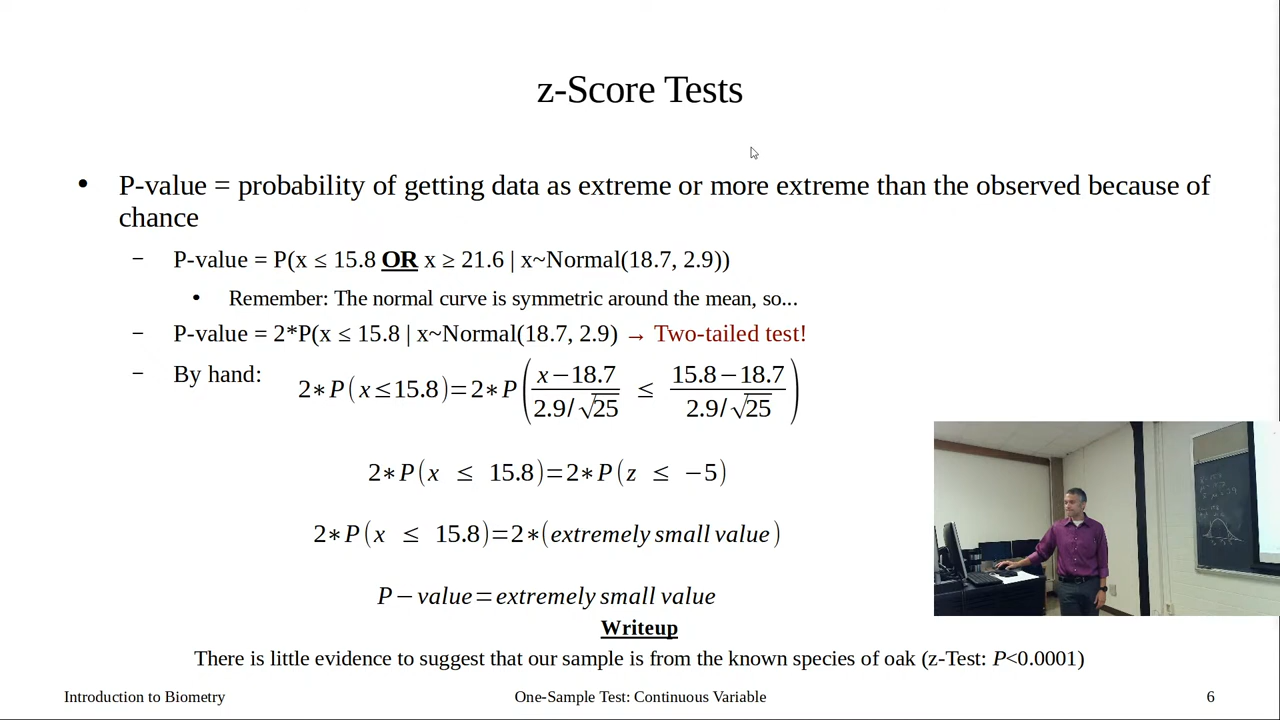 z-Score Tests
• P-value = probability of getting data as extreme or more extreme than the observed because of
chance
– P-value = P(x ≤ 15.8 OR x ≥ 21.6 | x~Normal(18.7, 2.9))
• Remember: The normal curve is symmetric around the mean, so...
– P-value = 2*P(x ≤ 15.8 | x~Normal(18.7, 2.9) → Two-tailed test!
– By hand: 2∗P(x≤15.8)=2∗P((x−18.7)/(2.9/√25) ≤ (15.8−18.7)/(2.9/√25))
2∗P(x ≤ 15.8)=2∗P(z ≤ −5)
2∗P(x ≤ 15.8)=2∗(extremely small value)
P−value=extremely small value
Writeup
There is little evidence to suggest that our sample is from the known species of oak (z-Test: P<0.0001)
Introduction to Biometry One-Sample Test: Continuous Variable 6